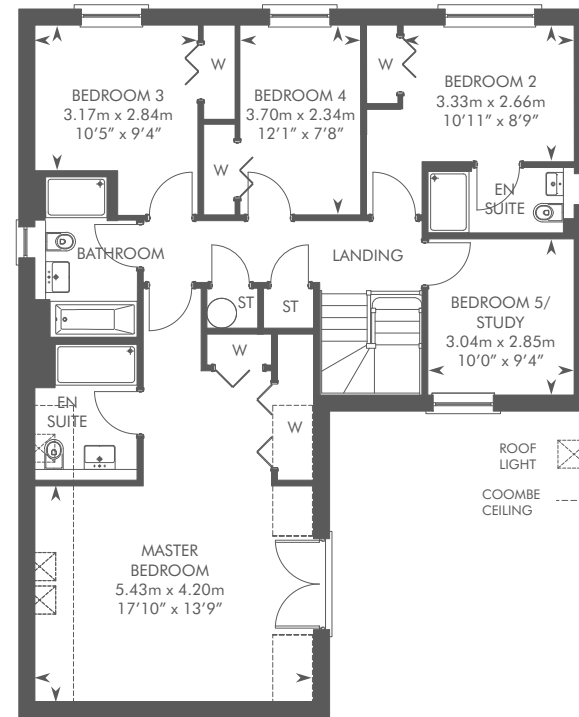 BEDROOM 3
3.17m x 2.84m
10’5” x 9’4”
W
BEDROOM 4
3.70m x 2.34m
12’1” x 7’8”
W
W
BEDROOM 2
3.33m x 2.66m
10’11” x 8’9”
EN
SUITE
BATHROOM
LANDING
ST
ST
BEDROOM 5/
STUDY
3.04m x 2.85m
10’0” x 9’4”
W
W
EN
SUITE
MASTER
BEDROOM
5.43m x 4.20m
17’10” x 13’9”
ROOF
LIGHT
COOMBE
CEILING